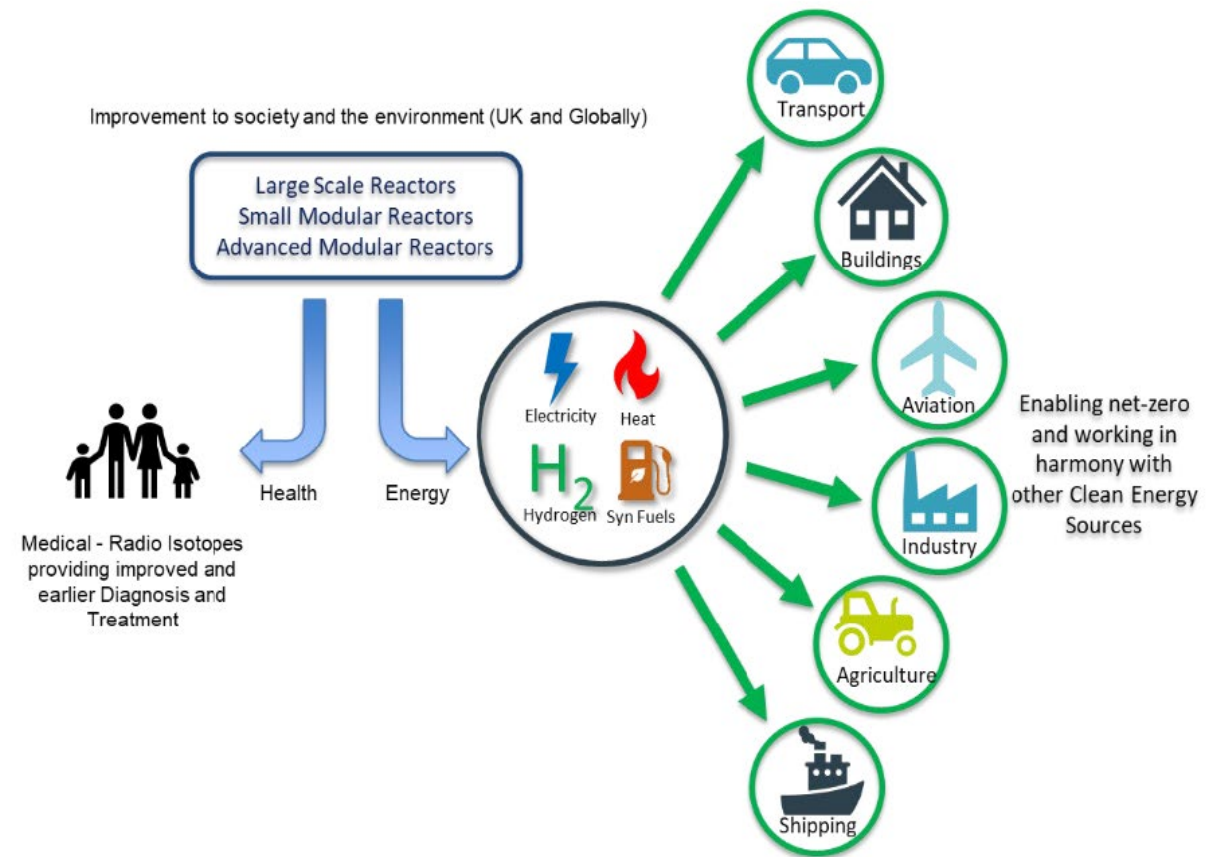 Improvement to society and the environment (UK and Globally)
Large Scale Reactors
Small Modular Reactors
Advanced Modular Reactors
Health
Energy
Medical - Radio Isotopes
providing improved and
earlier Diagnosis and
Treatment
Electricity
Heat
H2
Hydrogen
Syn Fuels
Transport
Buildings
Aviation
Industry
Agriculture
Shipping
Enabling net-zero
and working in
harmony with
other Clean Energy
Sources